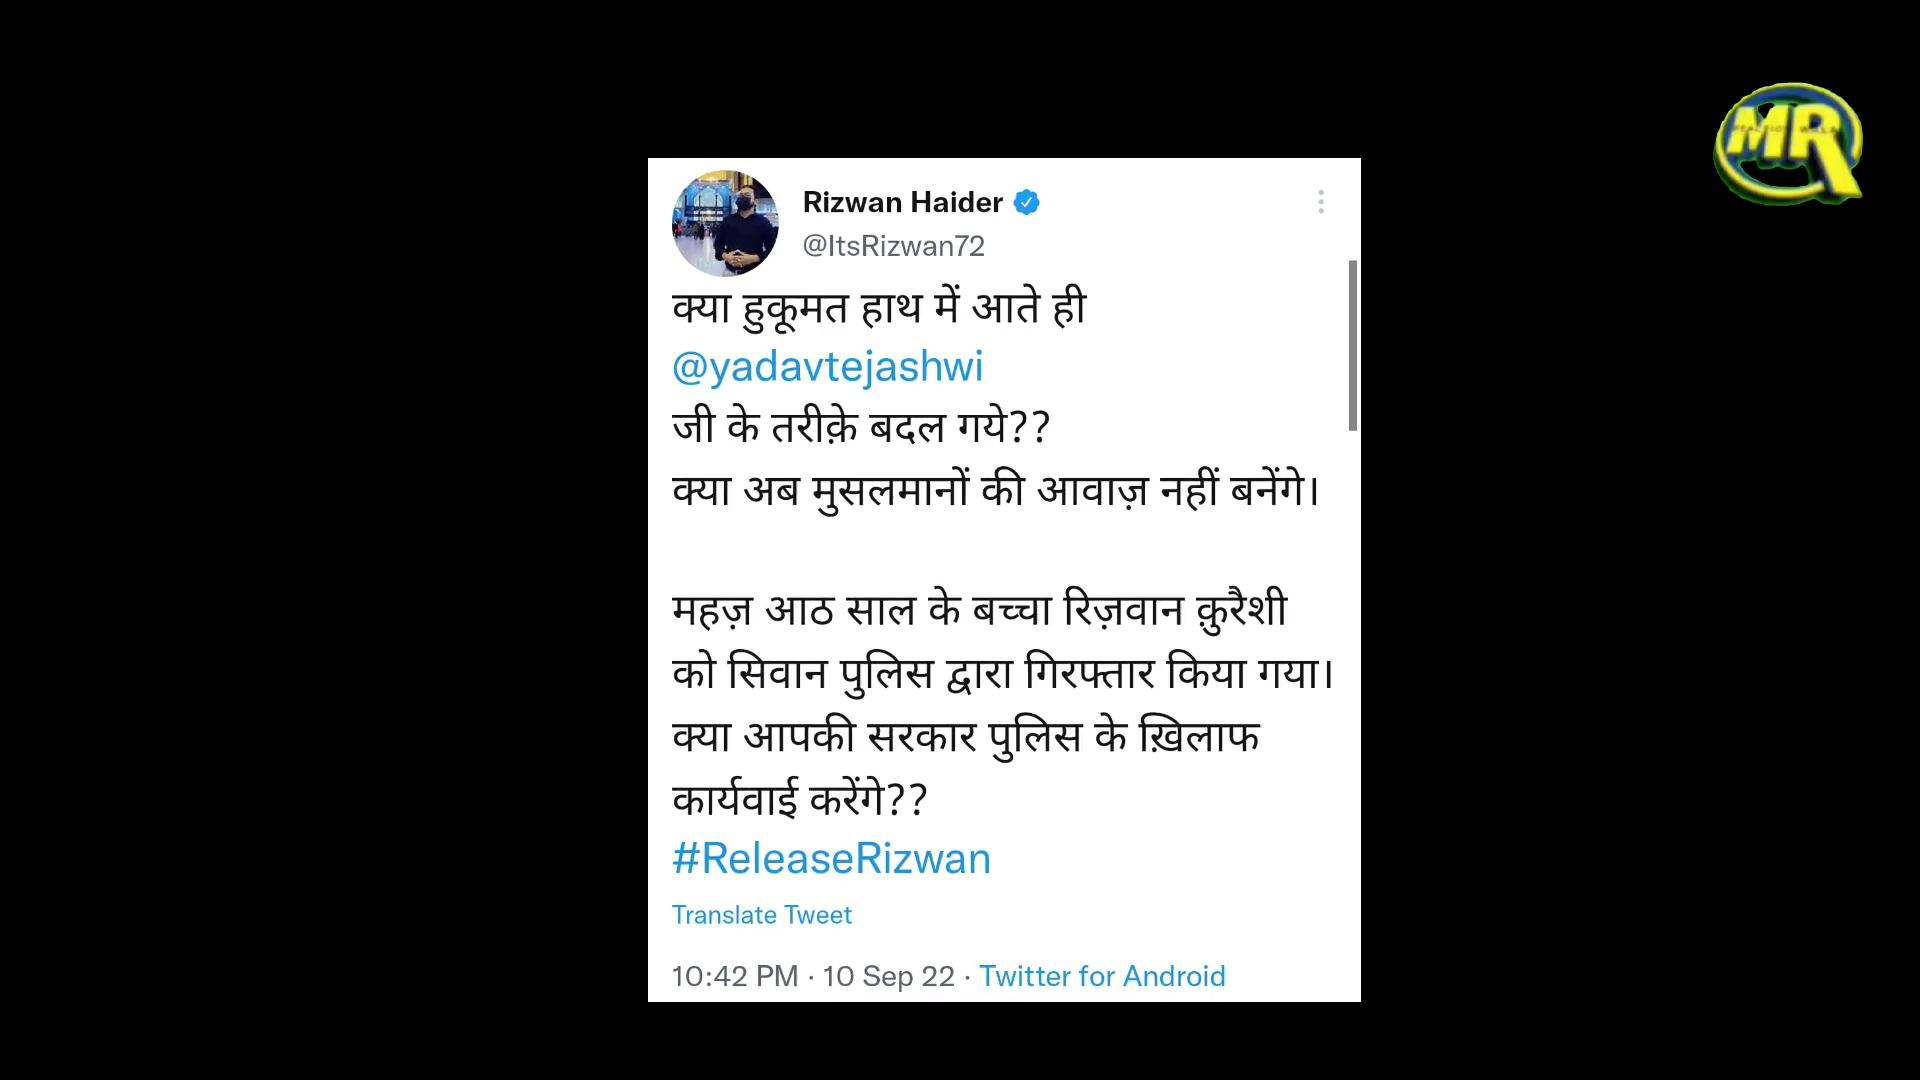 MR
Rizwan Haider
@ItsRizwan72
क्या हुकूमत हाथ में आते ही
@yadavtejashwi
जी के तरीक़े बदल गये??
क्या अब मुसलमानों की आवाज़ नहीं बनेंगे।
महज़ आठ साल के बच्चा रिज़वान क़ुरैशी
को सिवान पुलिस द्वारा गिरफ्तार किया गया।
क्या आपकी सरकार पुलिस के ख़िलाफ
कार्यवाई करेंगे??
#ReleaseRizwan
Translate Tweet
10:42 PM · 10 Sep 22 · Twitter for Android